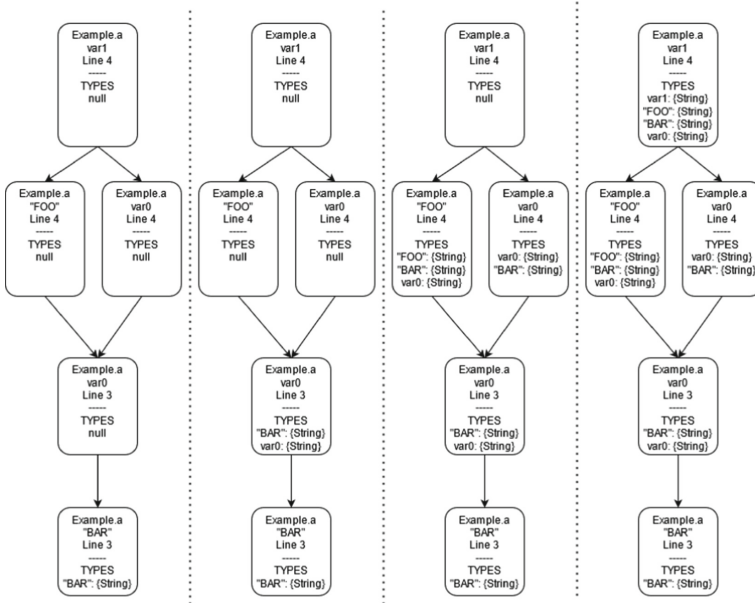 Example.a
var1
Line 4
-----
TYPES
null
Example.a
"FOO"
Line 4
-----
TYPES
null
Example.a
var0
Line 4
-----
TYPES
null
Example.a
var0
Line 3
-----
TYPES
null
Example.a
"BAR"
Line 3
-----
TYPES
"BAR": {String}
Example.a
var1
Line 4
-----
TYPES
null
Example.a
"FOO"
Line 4
-----
TYPES
null
Example.a
var0
Line 4
-----
TYPES
null
Example.a
var0
Line 3
-----
TYPES
"BAR": {String}
var0: {String}
Example.a
"BAR"
Line 3
-----
TYPES
"BAR": {String}
Example.a
var1
Line 4
-----
TYPES
null
Example.a
"FOO"
Line 4
-----
TYPES
"FOO": {String}
"BAR": {String}
var0: {String}
Example.a
var0
Line 4
-----
TYPES
var0: {String}
"BAR": {String}
Example.a
var0
Line 3
-----
TYPES
"BAR": {String}
var0: {String}
Example.a
"BAR"
Line 3
-----
TYPES
"BAR": {String}
Example.a
var1
Line 4
-----
TYPES
var1: {String}
"FOO": {String}
"BAR": {String}
var0: {String}
Example.a
"FOO"
Line 4
-----
TYPES
"FOO": {String}
"BAR": {String}
var0: {String}
Example.a
var0
Line 4
-----
TYPES
var0: {String}
"BAR": {String}
Example.a
var0
Line 3
-----
TYPES
"BAR": {String}
var0: {String}
Example.a
"BAR"
Line 3
-----
TYPES
"BAR": {String}